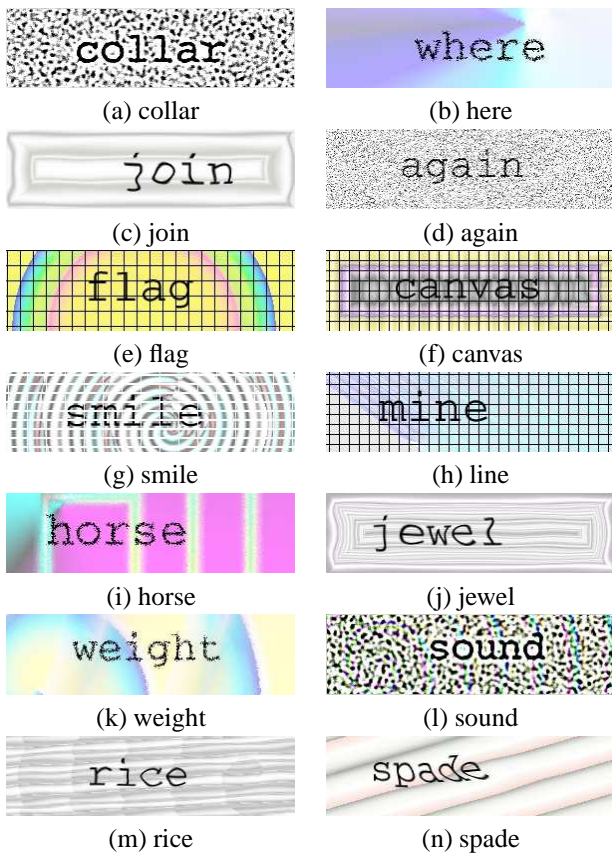 collar where
(a) collar (b) here
join again
(c) join (d) again
flag canvas
(e) flag (f) canvas
smile mine
(g) smile (h) line
horse jewel
(i) horse (j) jewel
weight sound
(k) weight (l) sound
rice spade
(m) rice (n) spade